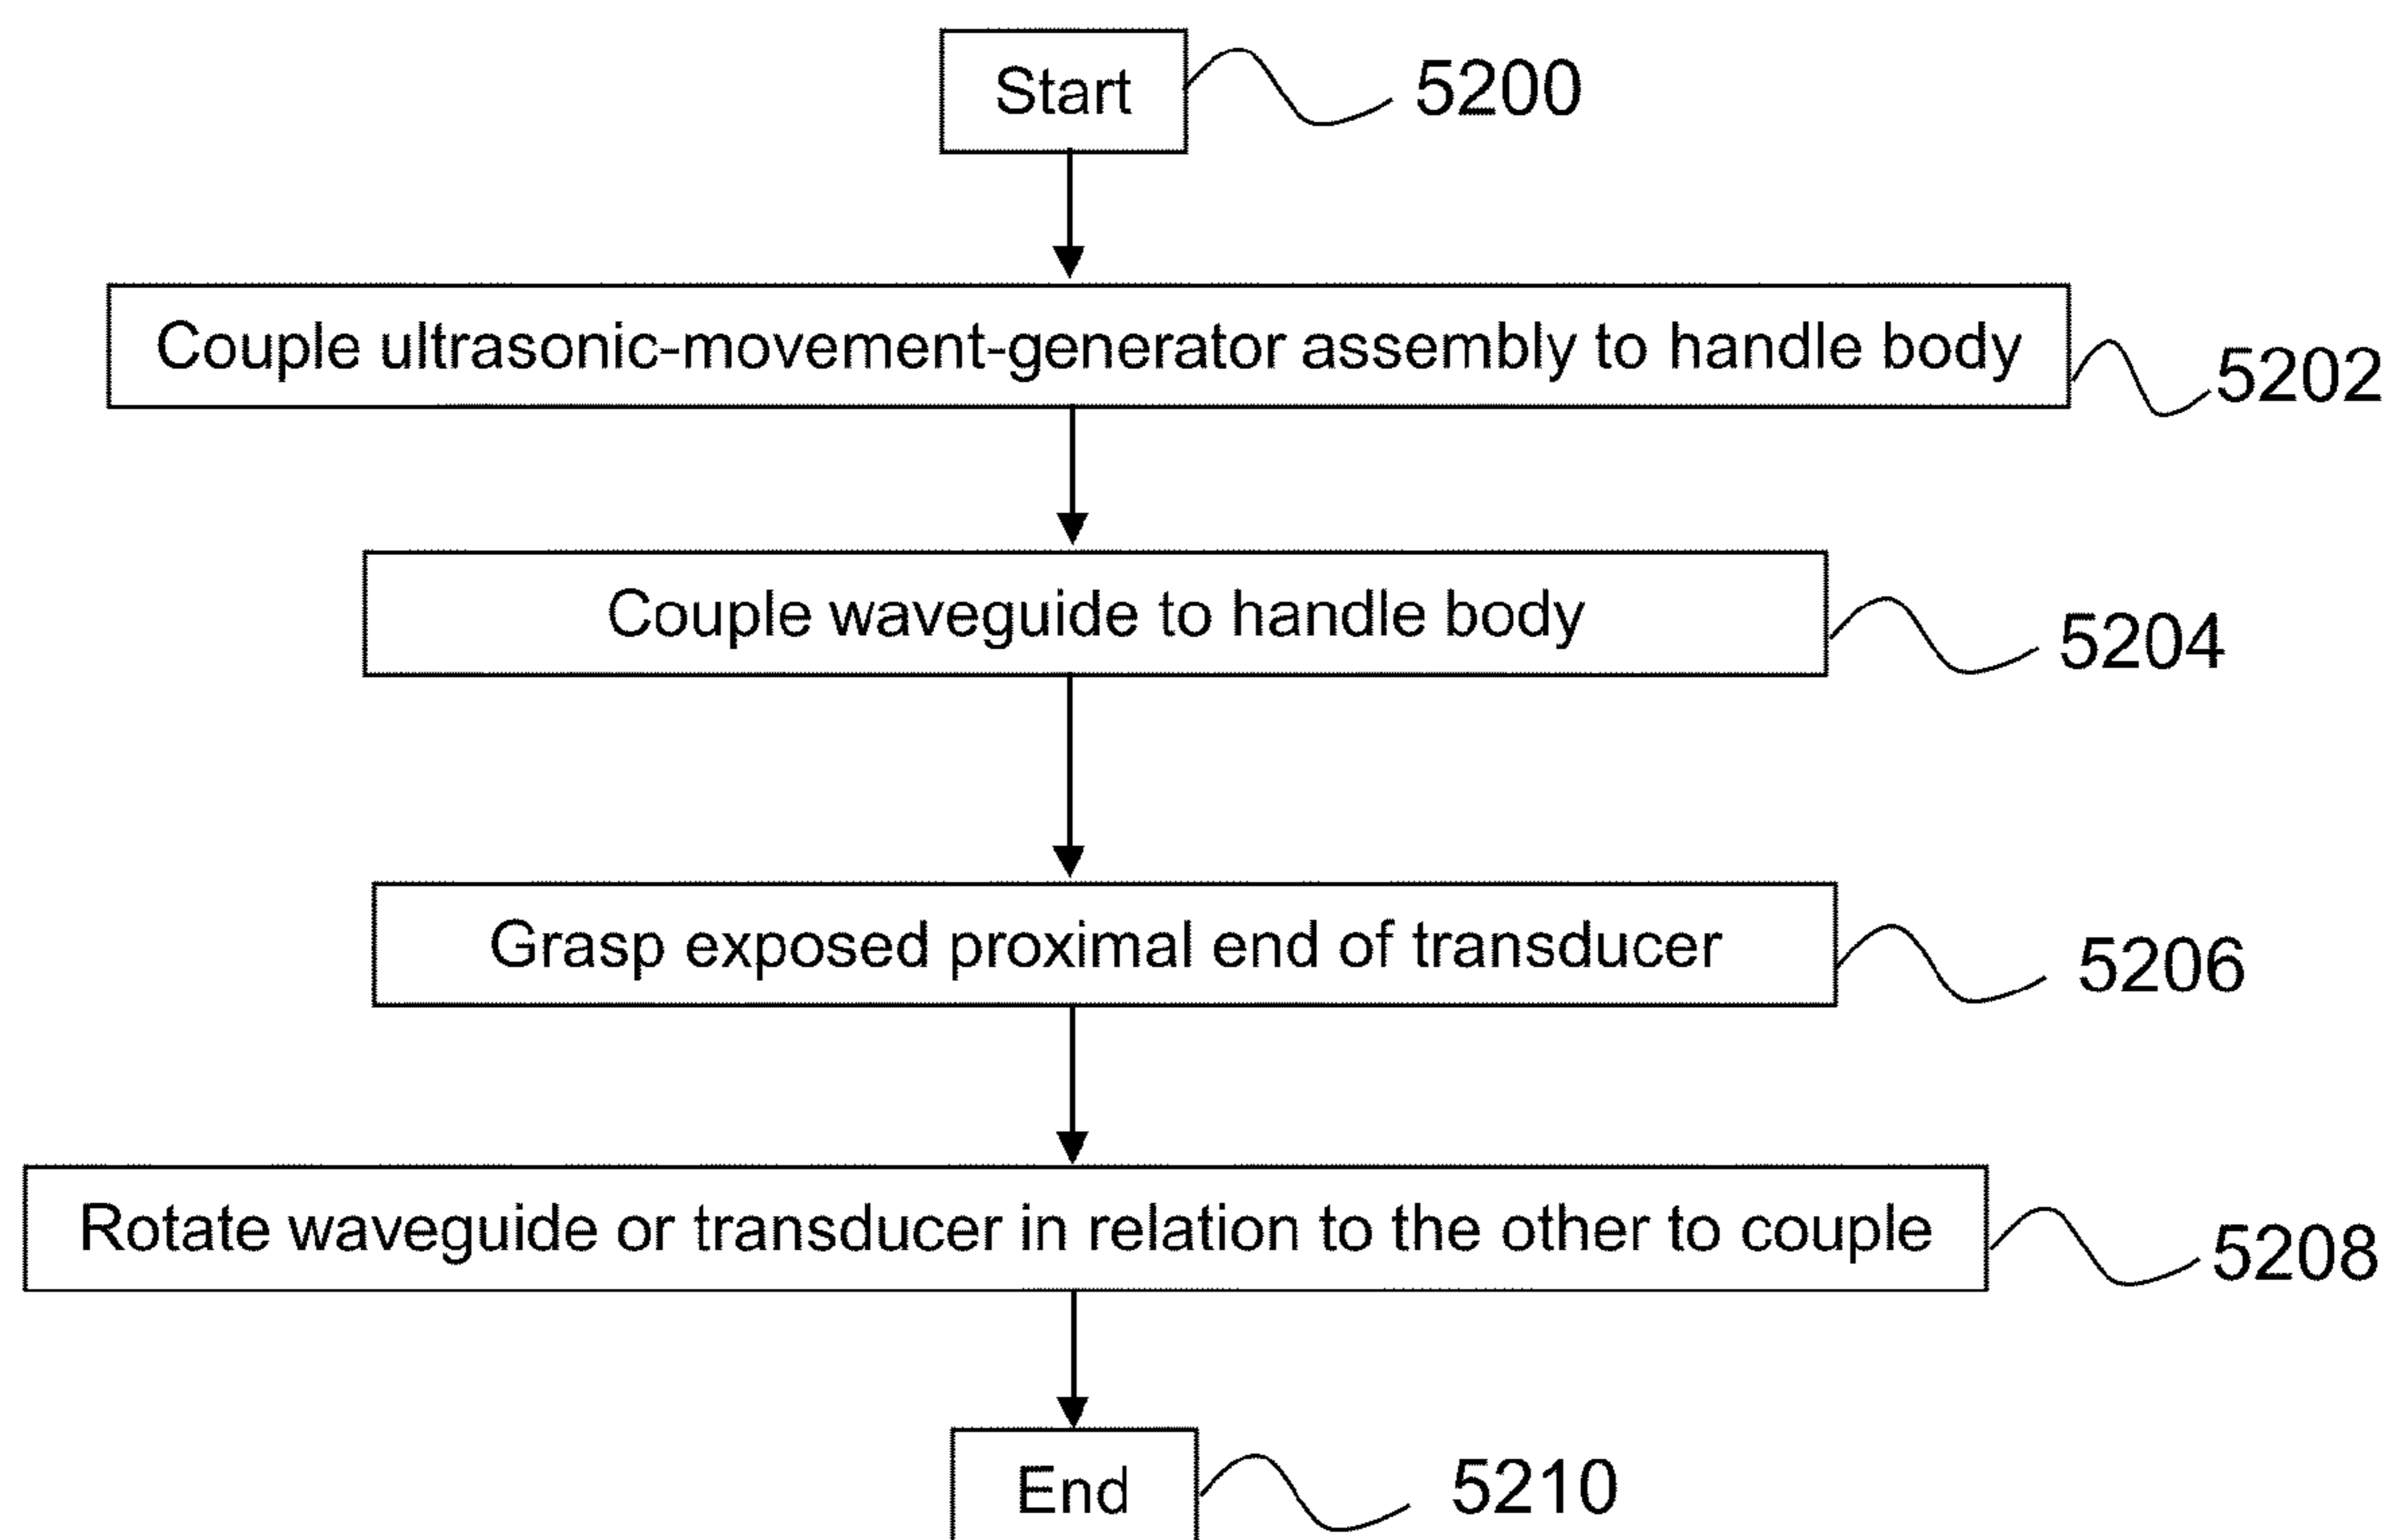 Start
5200
Couple ultrasonic-movement-generator assembly to handle body
5202
Couple waveguide to handle body
5204
Grasp exposed proximal end of transducer
5206
Rotate waveguide or transducer in relation to the other to couple
5208
End
5210